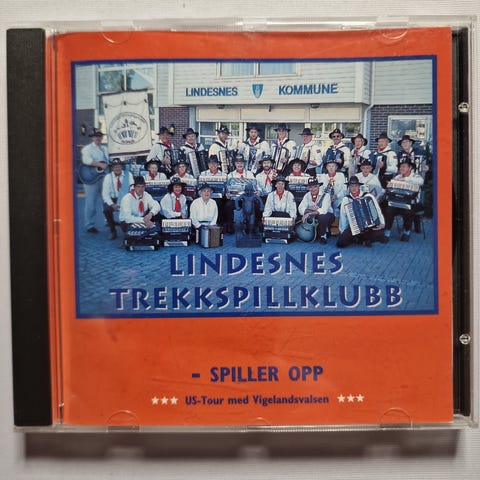 LINDESNES KOMMUNE
LINDESNES
TREKKSPILLKLUBB
- SPILLER OPP
*** US-Tour med Vigelandsvalsen ***